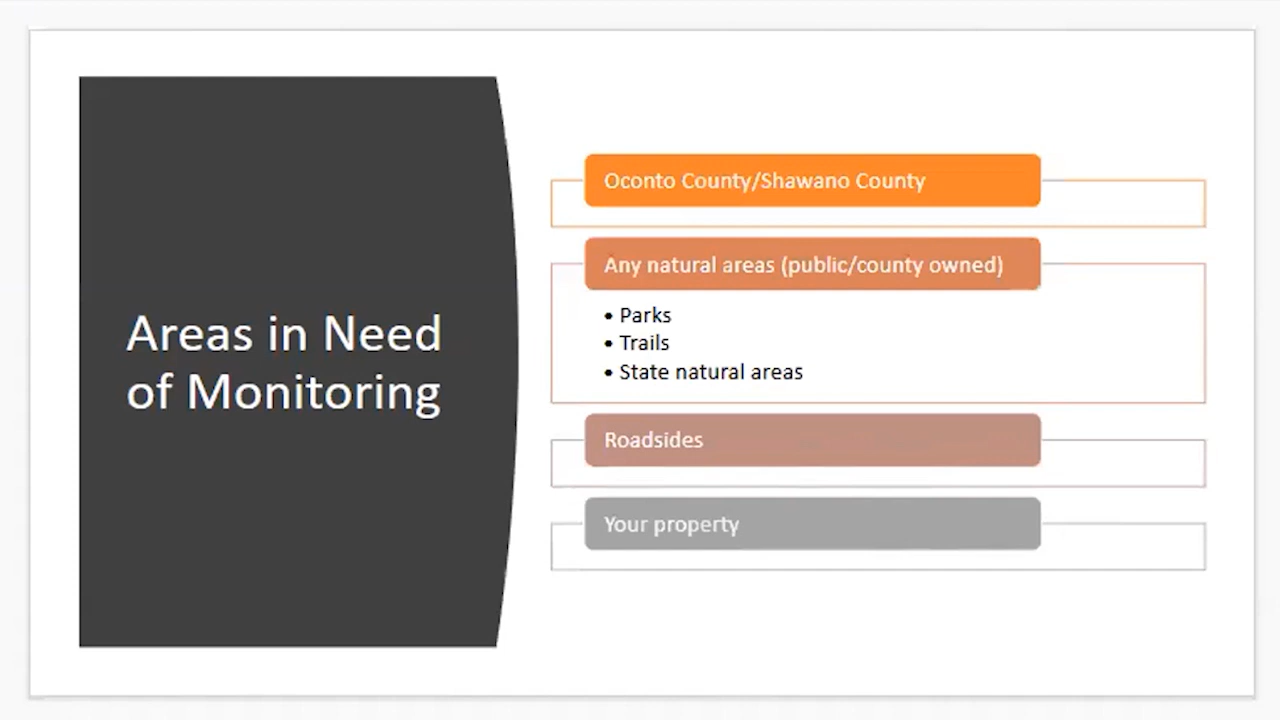 Areas in Need
of Monitoring
Oconto County/Shawano County
Any natural areas (public/county owned)
• Parks
• Trails
• State natural areas
Roadsides
Your property